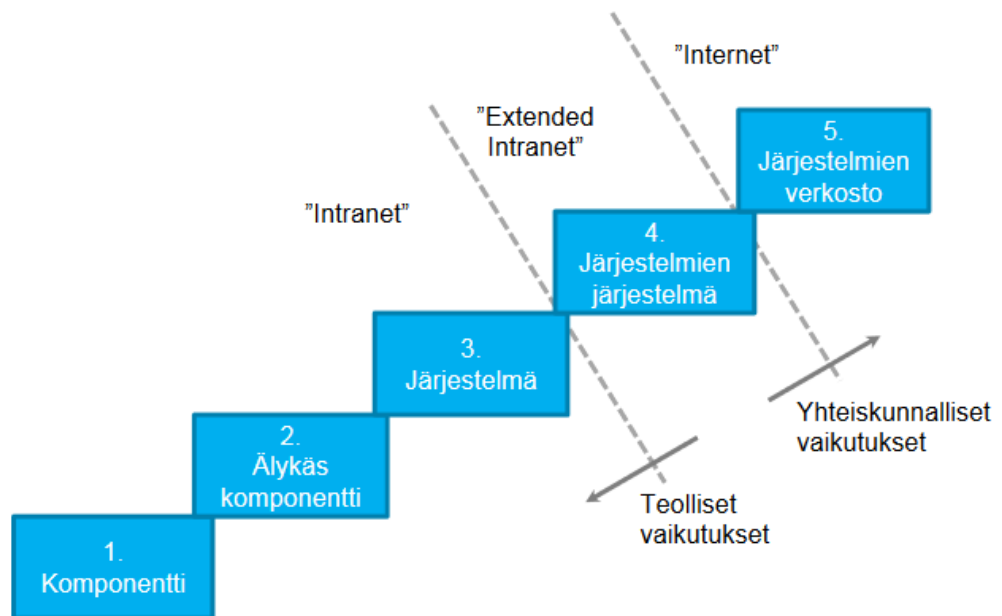 ”Internet”
”Extended
Intranet”
”Intranet”
5.
Järjestelmien
verkosto
4.
Järjestelmien
järjestelmä
3.
Järjestelmä
2.
Älykäs
komponentti
1.
Komponentti
Yhteiskunnalliset
vaikutukset
Teolliset
vaikutukset